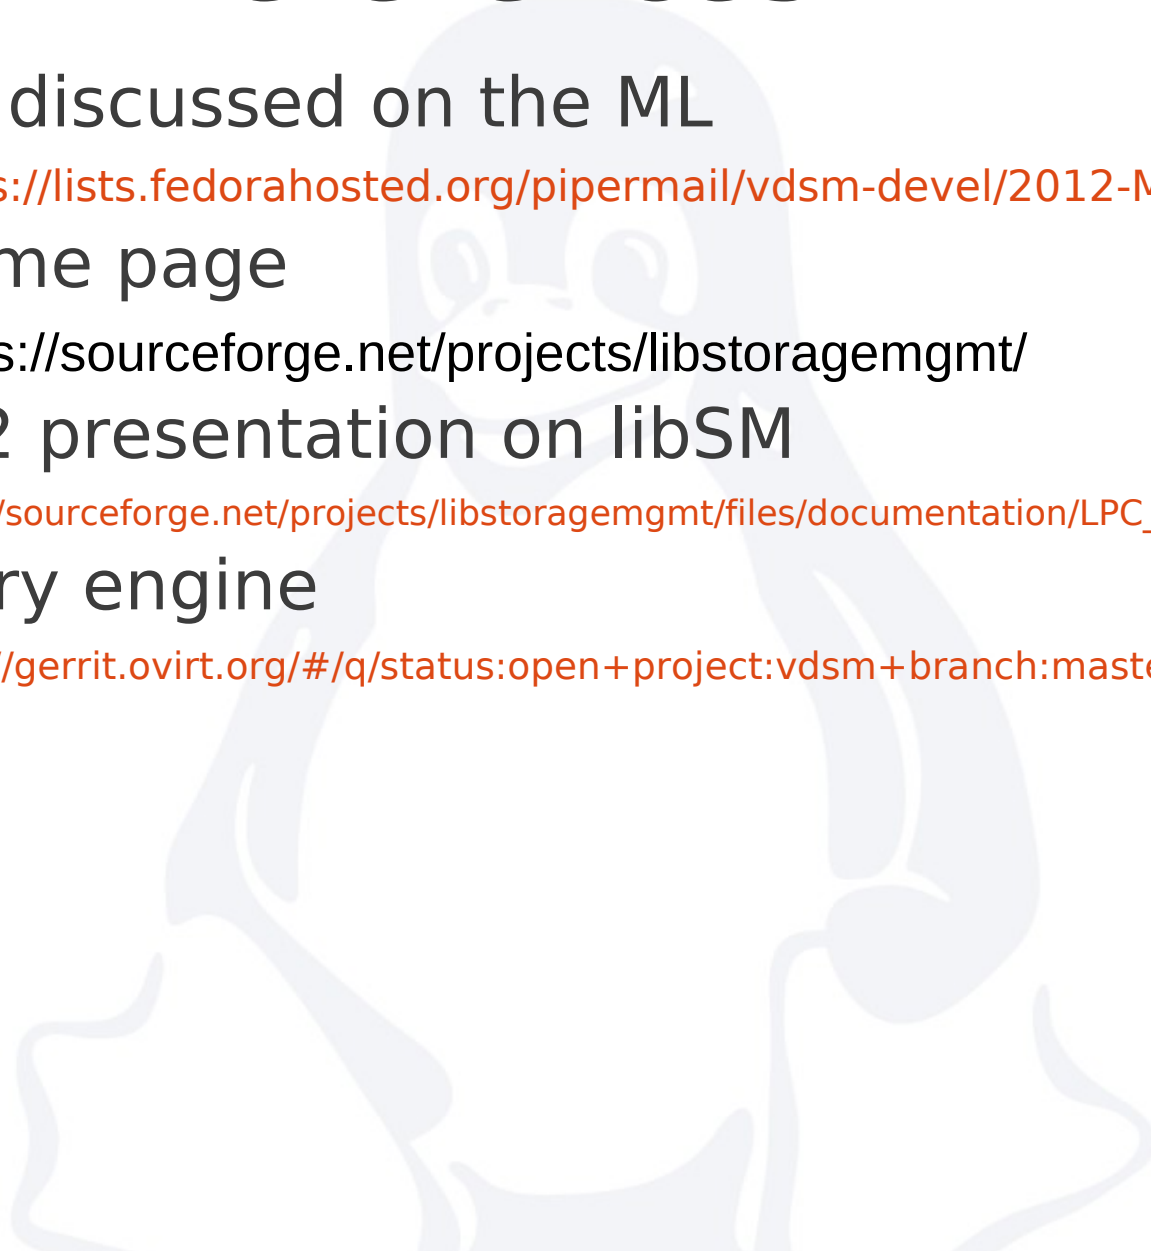 discussed on the ML
s://lists.fedorahosted.org/pipermail/vdsm-devel/2012-M
me page
s://sourceforge.net/projects/libstoragemgmt/
2 presentation on libSM
/sourceforge.net/projects/libstoragemgmt/files/documentation/LPC_
ry engine
//gerrit.ovirt.org/#/q/status:open+project:vdsm+branch:maste